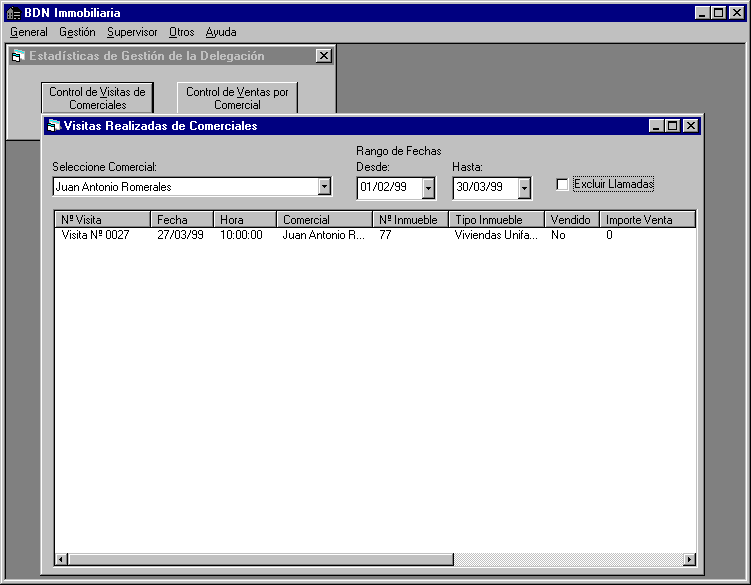 BDN Immobiliaria
General Gestión Supervisor Otros Ayuda
Estadísticas de Gestión de la Delegación
Control de Visitas de
Comerciales
Control de Ventas por
Comercial
Visitas Realizadas de Comerciales
Rango de Fechas
Seleccione Comercial: Desde: Hasta:
Juan Antonio Romerales 01/02/99 30/03/99 Excluir Llamadas
Nº Visita Fecha Hora Comercial Nº Inmueble Tipo Inmueble Vendido Importe Venta
Visita Nº 0027 27/03/99 10:00:00 Juan Antonio R... 77 Viviendas Unifa... No 0